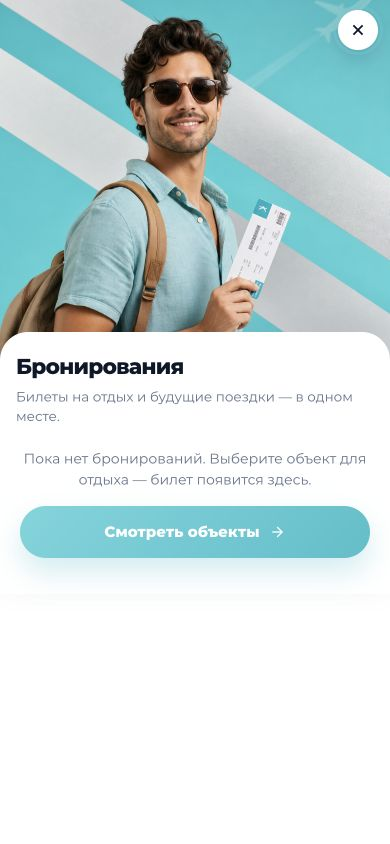 Бронирования
Билеты на отдых и будущие поездки — в одном
месте.
Пока нет бронирований. Выберите объект для
отдыха — билет появится здесь.
Смотреть объекты →